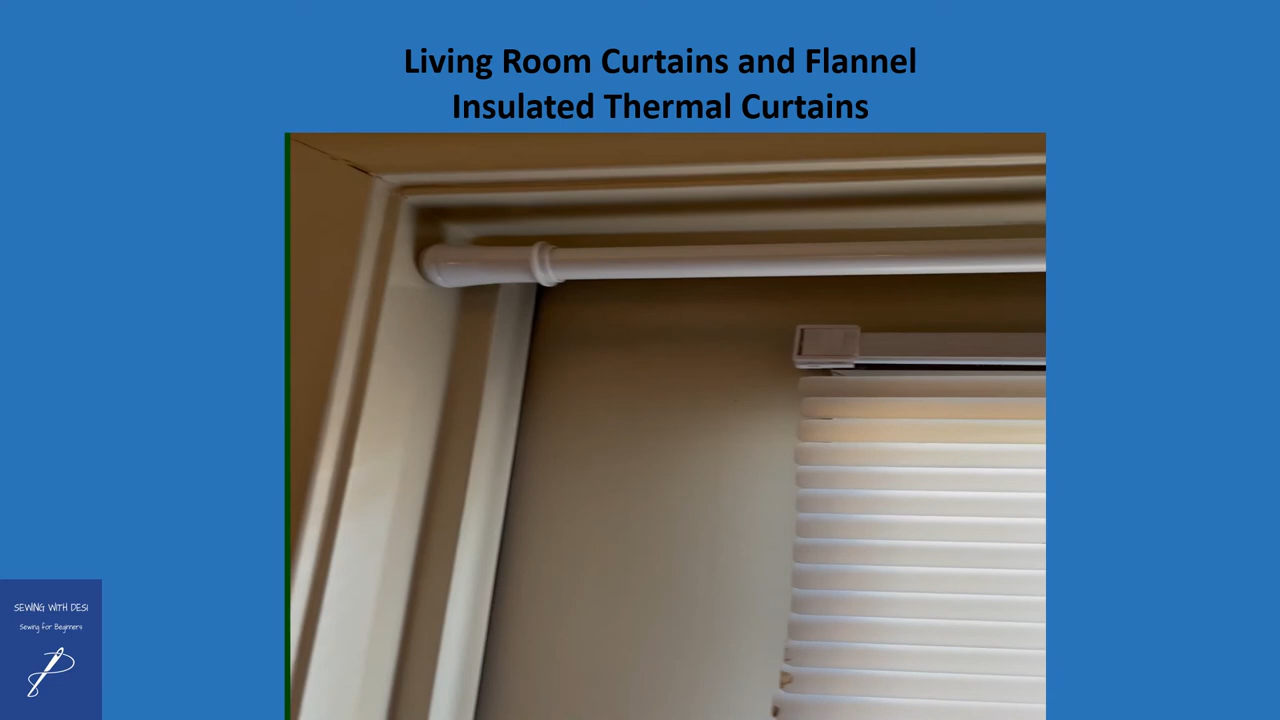 Living Room Curtains and Flannel
Insulated Thermal Curtains
SEWING WITH DESI
Sewing for Beginners